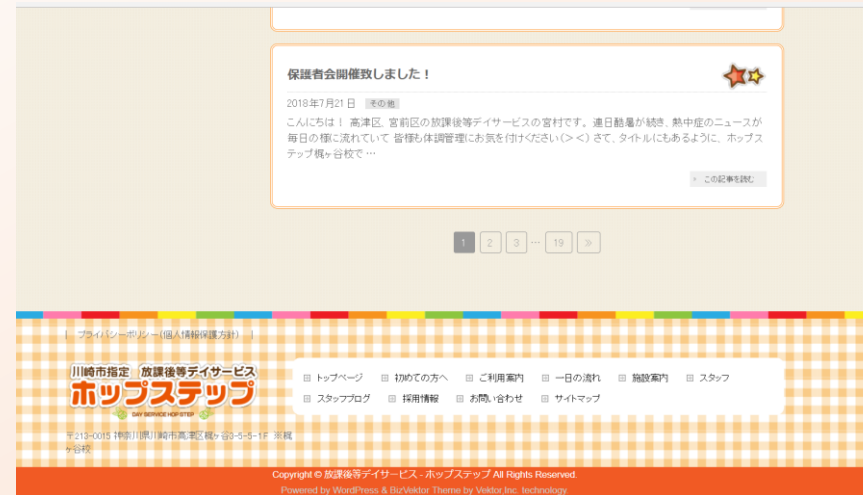 保護者会開催致しました！
2018年7月21日 その他
こんにちは！ 高津区、宮前区の放課後等デイサービスの宮村です。 連日酷暑が続き、熱中症のニュースが
毎日の様に流れていて 皆様も体調管理にお気を付けください(＞＜) さて、タイトルにもあるように、ホップス
テップ梶ヶ谷校で …
この記事を読む
1 2 3 … 19 »
| プライバシーポリシー(個人情報保護方針) |
川崎市指定 放課後等デイサービス
ホップステップ
DAY SERVICE HOP STEP
トップページ 初めての方へ ご利用案内 一日の流れ 施設案内 スタッフ
スタッフブログ 採用情報 お問い合わせ サイトマップ
〒213-0015 神奈川県川崎市高津区梶ヶ谷3-5-5-1F ※梶
ヶ谷校
Copyright © 放課後等デイサービス - ホップステップ All Rights Reserved.
Powered by WordPress & BizVektor Theme by Vektor,Inc. technology.